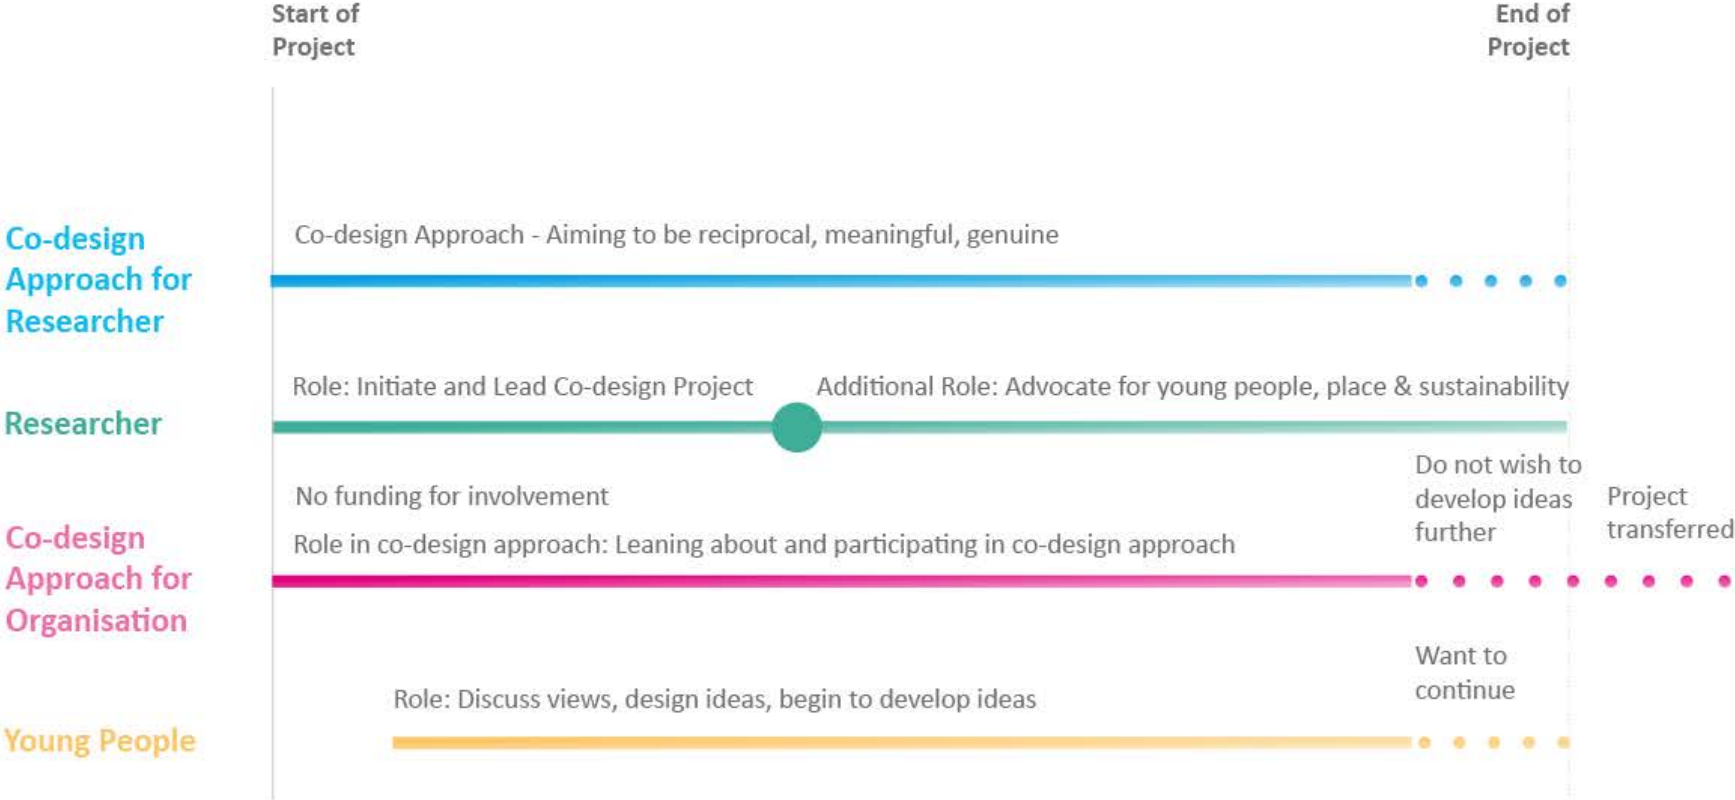 Start of
Project
End of
Project
Co-design
Approach for
Researcher
Co-design Approach - Aiming to be reciprocal, meaningful, genuine
Researcher
Role: Initiate and Lead Co-design Project
Additional Role: Advocate for young people, place & sustainability
Co-design
Approach for
Organisation
No funding for involvement
Role in co-design approach: Leaning about and participating in co-design approach
Do not wish to
develop ideas
further
Project
transferred
Young People
Role: Discuss views, design ideas, begin to develop ideas
Want to
continue